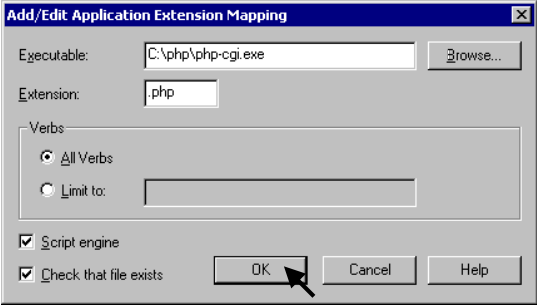 Add/Edit Application Extension Mapping
Executable: C:\php\php-cgi.exe Browse...
Extension: .php
Verbs
All Verbs
Limit to:
Script engine
Check that file exists OK Cancel Help